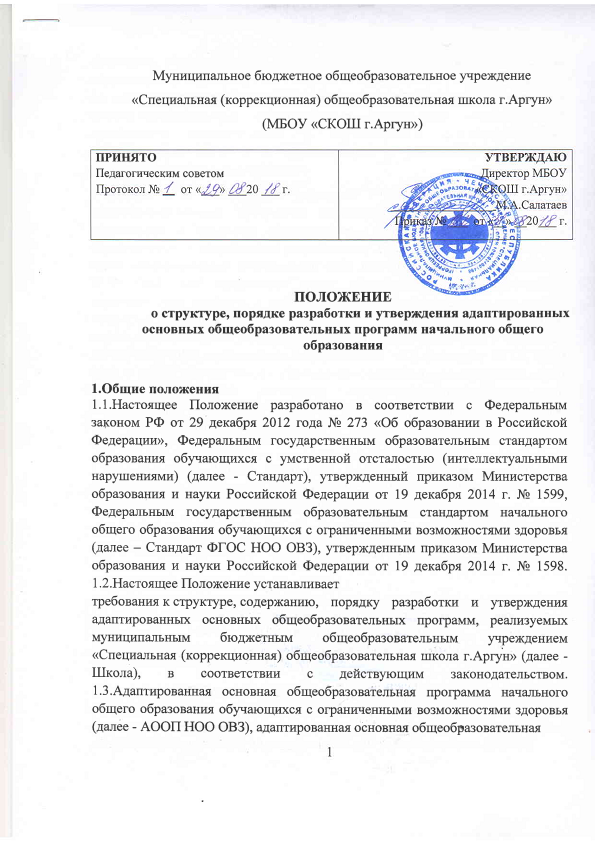 Муниципальное бюджетное общеобразовательное учреждение
«Специальная (коррекционная) общеобразовательная школа г.Аргун»
(МБОУ «СКОШ г.Аргун»)
ПРИНЯТО
Педагогическим советом
Протокол № 1 от «29» 08 20 18 г.
УТВЕРЖДАЮ
Директор МБОУ
«СКОШ г.Аргун»
М.А.Салатаев
Приказ № от « » 20 18 г.
ПОЛОЖЕНИЕ
о структуре, порядке разработки и утверждения адаптированных
основных общеобразовательных программ начального общего
образования
1.Общие положения
1.1.Настоящее Положение разработано в соответствии с Федеральным
законом РФ от 29 декабря 2012 года № 273 «Об образовании в Российской
Федерации», Федеральным государственным образовательным стандартом
образования обучающихся с умственной отсталостью (интеллектуальными
нарушениями) (далее - Стандарт), утвержденный приказом Министерства
образования и науки Российской Федерации от 19 декабря 2014 г. № 1599,
Федеральным государственным образовательным стандартом начального
общего образования обучающихся с ограниченными возможностями здоровья
(далее – Стандарт ФГОС НОО ОВЗ), утвержденным приказом Министерства
образования и науки Российской Федерации от 19 декабря 2014 г. № 1598.
1.2.Настоящее Положение устанавливает
требования к структуре, содержанию, порядку разработки и утверждения
адаптированных основных общеобразовательных программ, реализуемых
муниципальным бюджетным общеобразовательным учреждением
«Специальная (коррекционная) общеобразовательная школа г.Аргун» (далее -
Школа), в соответствии с действующим законодательством.
1.3.Адаптированная основная общеобразовательная программа начального
общего образования обучающихся с ограниченными возможностями здоровья
(далее - АООП НОО ОВЗ), адаптированная основная общеобразовательная
1